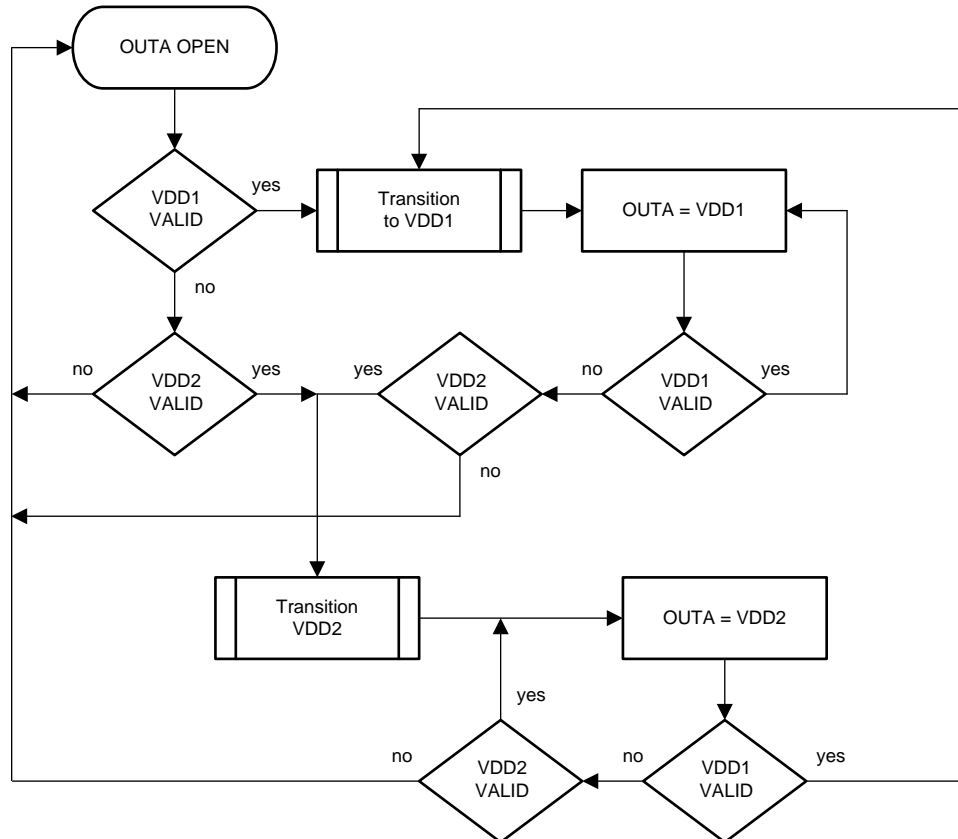 OUTA OPEN
yes
VDD1
VALID
Transition
to VDD1
OUTA = VDD1
no
no
VDD2
VALID
yes
yes
VDD2
VALID
no
VDD1
VALID
yes
no
Transition
VDD2
OUTA = VDD2
yes
no
VDD2
VALID
no
VDD1
VALID
yes